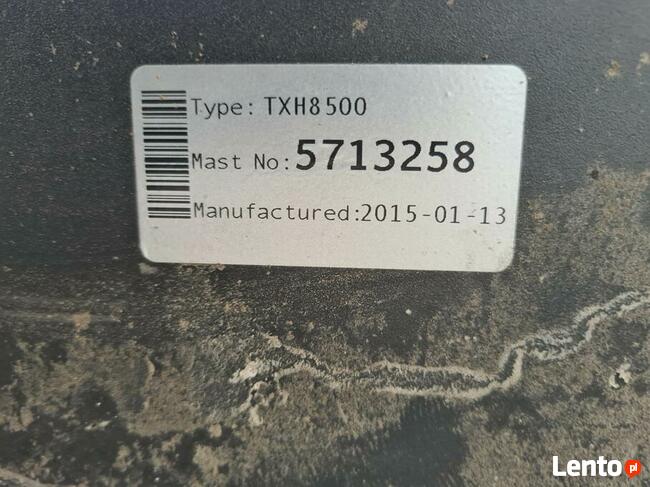 Type: TXH8500
Mast No: 5713258
Manufactured:2015-01-13
Lento.pl